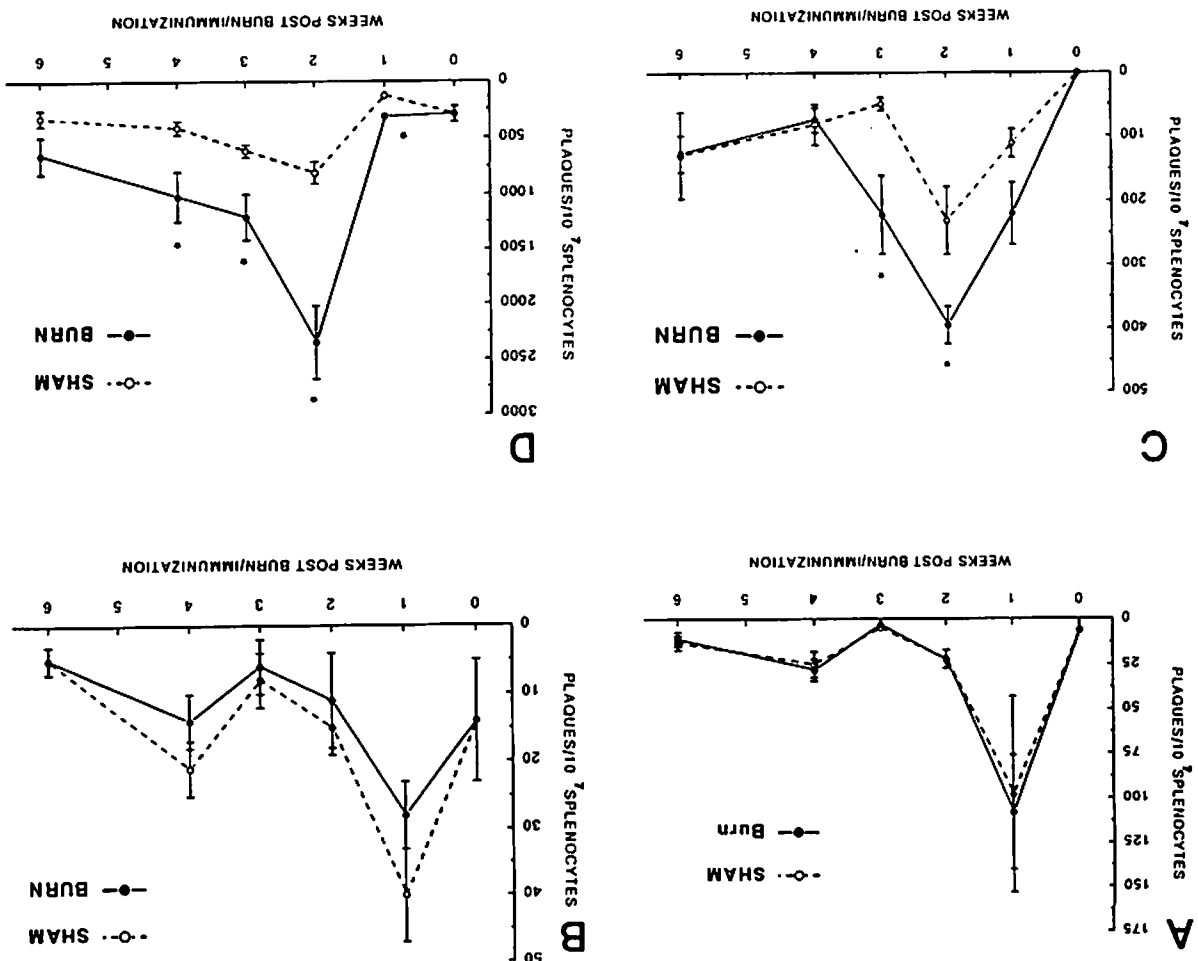 A
PLAQUES/10⁷ SPLENOCYTES
175
150
125
100
75
50
25
0
SHAM
Burn
0 1 2 3 4 5 6
WEEKS POST BURN/IMMUNIZATION
B
PLAQUES/10⁷ SPLENOCYTES
50
40
30
20
10
0
SHAM
BURN
0 1 2 3 4 5 6
WEEKS POST BURN/IMMUNIZATION
C
PLAQUES/10⁷ SPLENOCYTES
500
400
300
200
100
0
SHAM
BURN
*
*
0 1 2 3 4 5 6
WEEKS POST BURN/IMMUNIZATION
D
PLAQUES/10⁷ SPLENOCYTES
3000
2500
2000
1500
1000
500
0
SHAM
BURN
*
*
*
*
0 1 2 3 4 5 6
WEEKS POST BURN/IMMUNIZATION